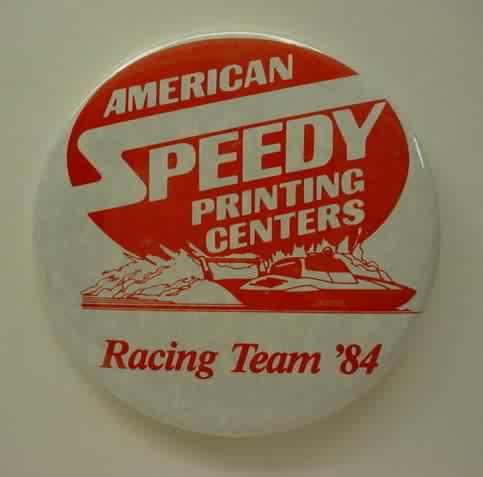 AMERICAN
SPEEDY
PRINTING
CENTERS
Racing Team '84